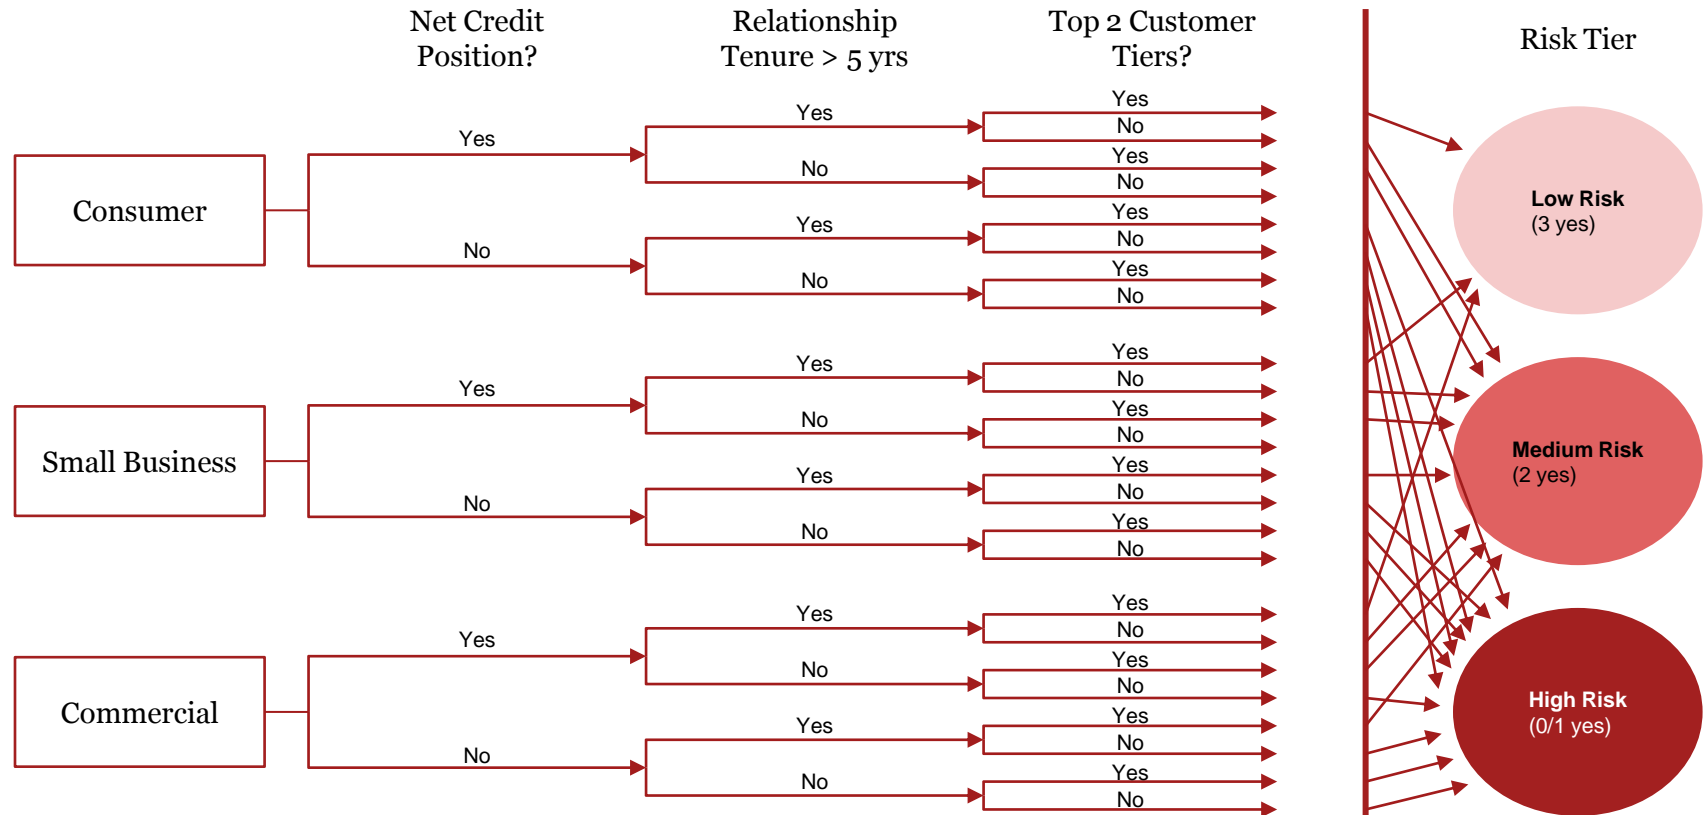 Net Credit
Position?
Relationship
Tenure > 5 yrs
Top 2 Customer
Tiers?
Risk Tier
Consumer
Yes
No
Yes
No
Yes
No
Yes
No
Yes
No
Yes
No
Yes
No
Low Risk
(3 yes)
Small Business
Yes
No
Yes
No
Yes
No
Yes
No
Yes
No
Yes
No
Yes
No
Medium Risk
(2 yes)
Commercial
Yes
No
Yes
No
Yes
No
Yes
No
Yes
No
Yes
No
Yes
No
High Risk
(0/1 yes)